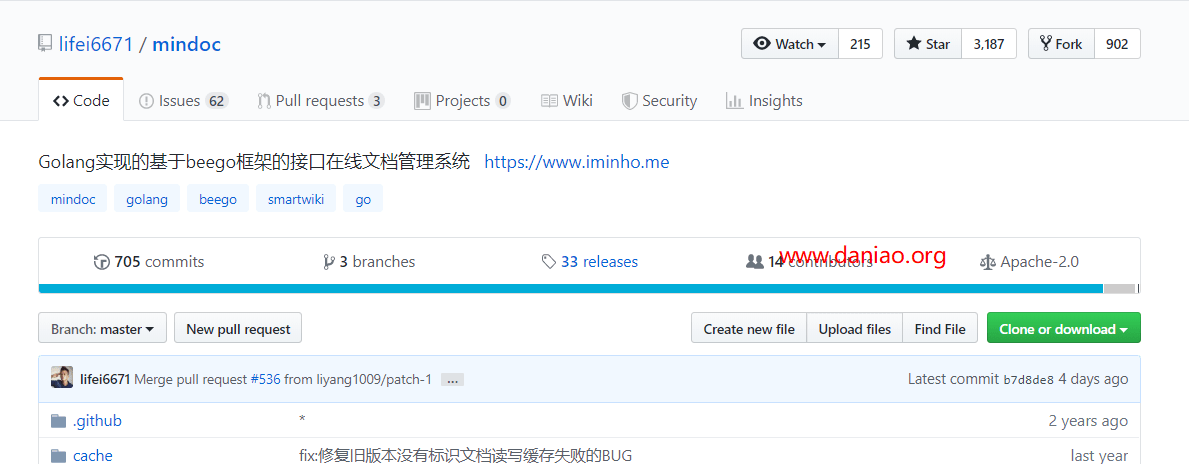 lifei6671 / mindoc Watch 215 Star 3,187 Fork 902
Code Issues 62 Pull requests 3 Projects 0 Wiki Security Insights
Golang实现的基于beego框架的接口在线文档管理系统 https://www.iminho.me
mindoc golang beego smartwiki go
705 commits 3 branches 33 releases 14 contributors Apache-2.0
www.daniao.org
Branch: master New pull request Create new file Upload files Find File Clone or download
lifei6671 Merge pull request #536 from liyang1009/patch-1 ... Latest commit b7d8de8 4 days ago
.github * 2 years ago
cache fix:修复旧版本没有标识文档读写缓存失败的BUG last year